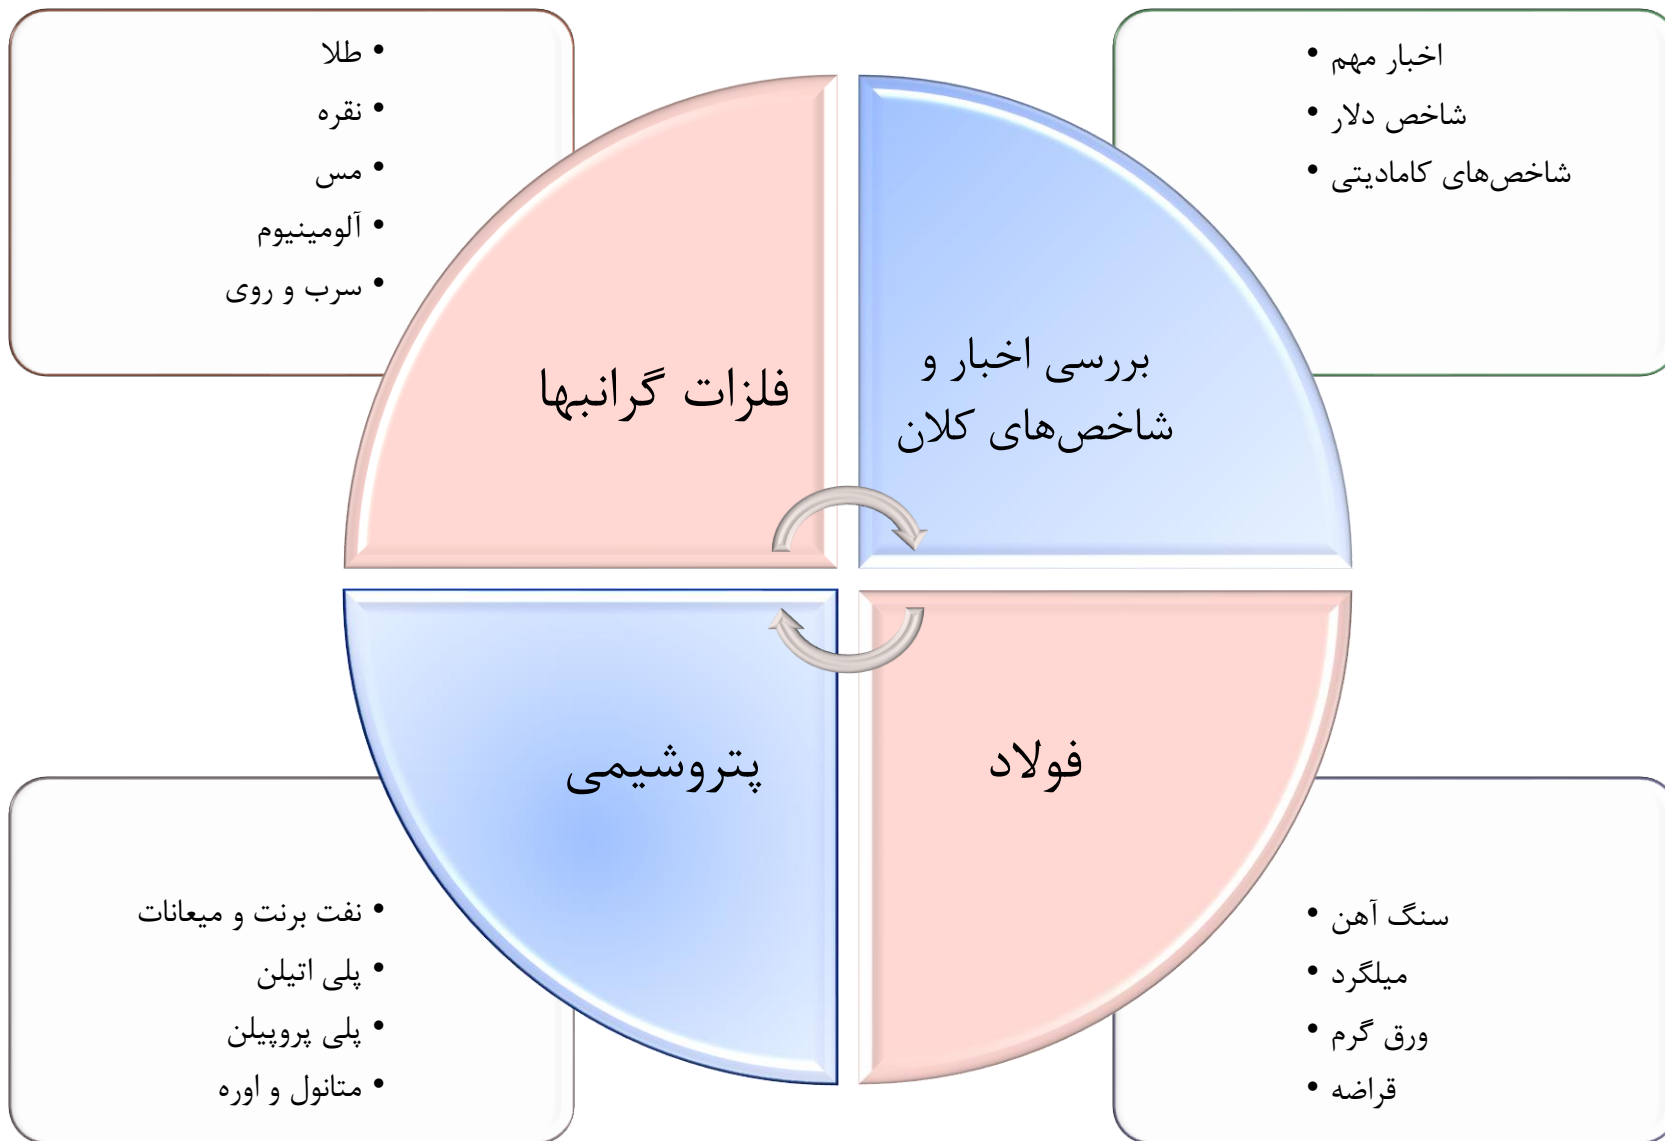 • اخبار مهم
• شاخص دلار
• شاخص‌های کامادیتی
بررسی اخبار و
شاخص‌های کلان
• طلا
• نقره
• مس
• آلومینیوم
• سرب و روی
فلزات گرانبها
فولاد
• سنگ آهن
• میلگرد
• ورق گرم
• قراضه
پتروشیمی
• نفت برنت و میعانات
• پلی اتیلن
• پلی پروپیلن
• متانول و اوره